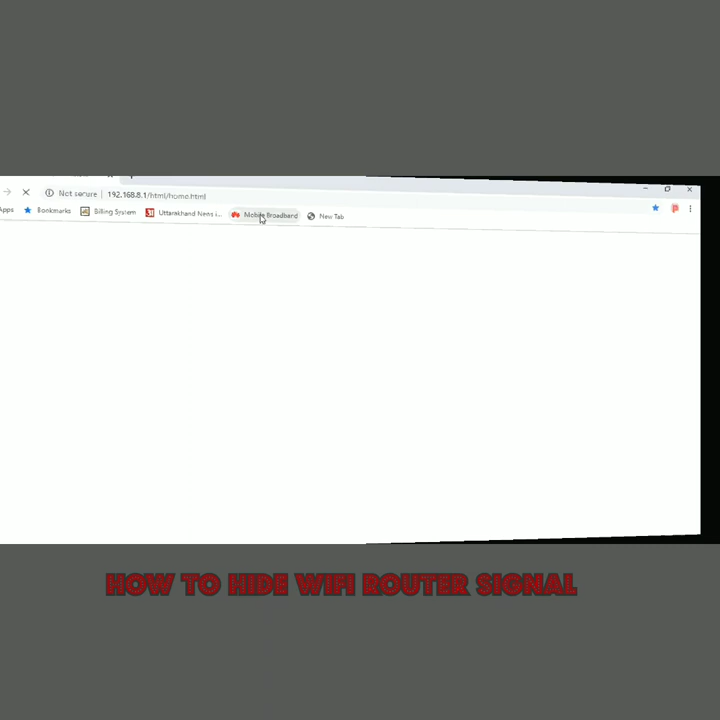 Not secure | 192.168.8.1/html/home.html
Apps Bookmarks Billing System Uttarakhand News i... Mobile Broadband New Tab
HOW TO HIDE WIFI ROUTER SIGNAL